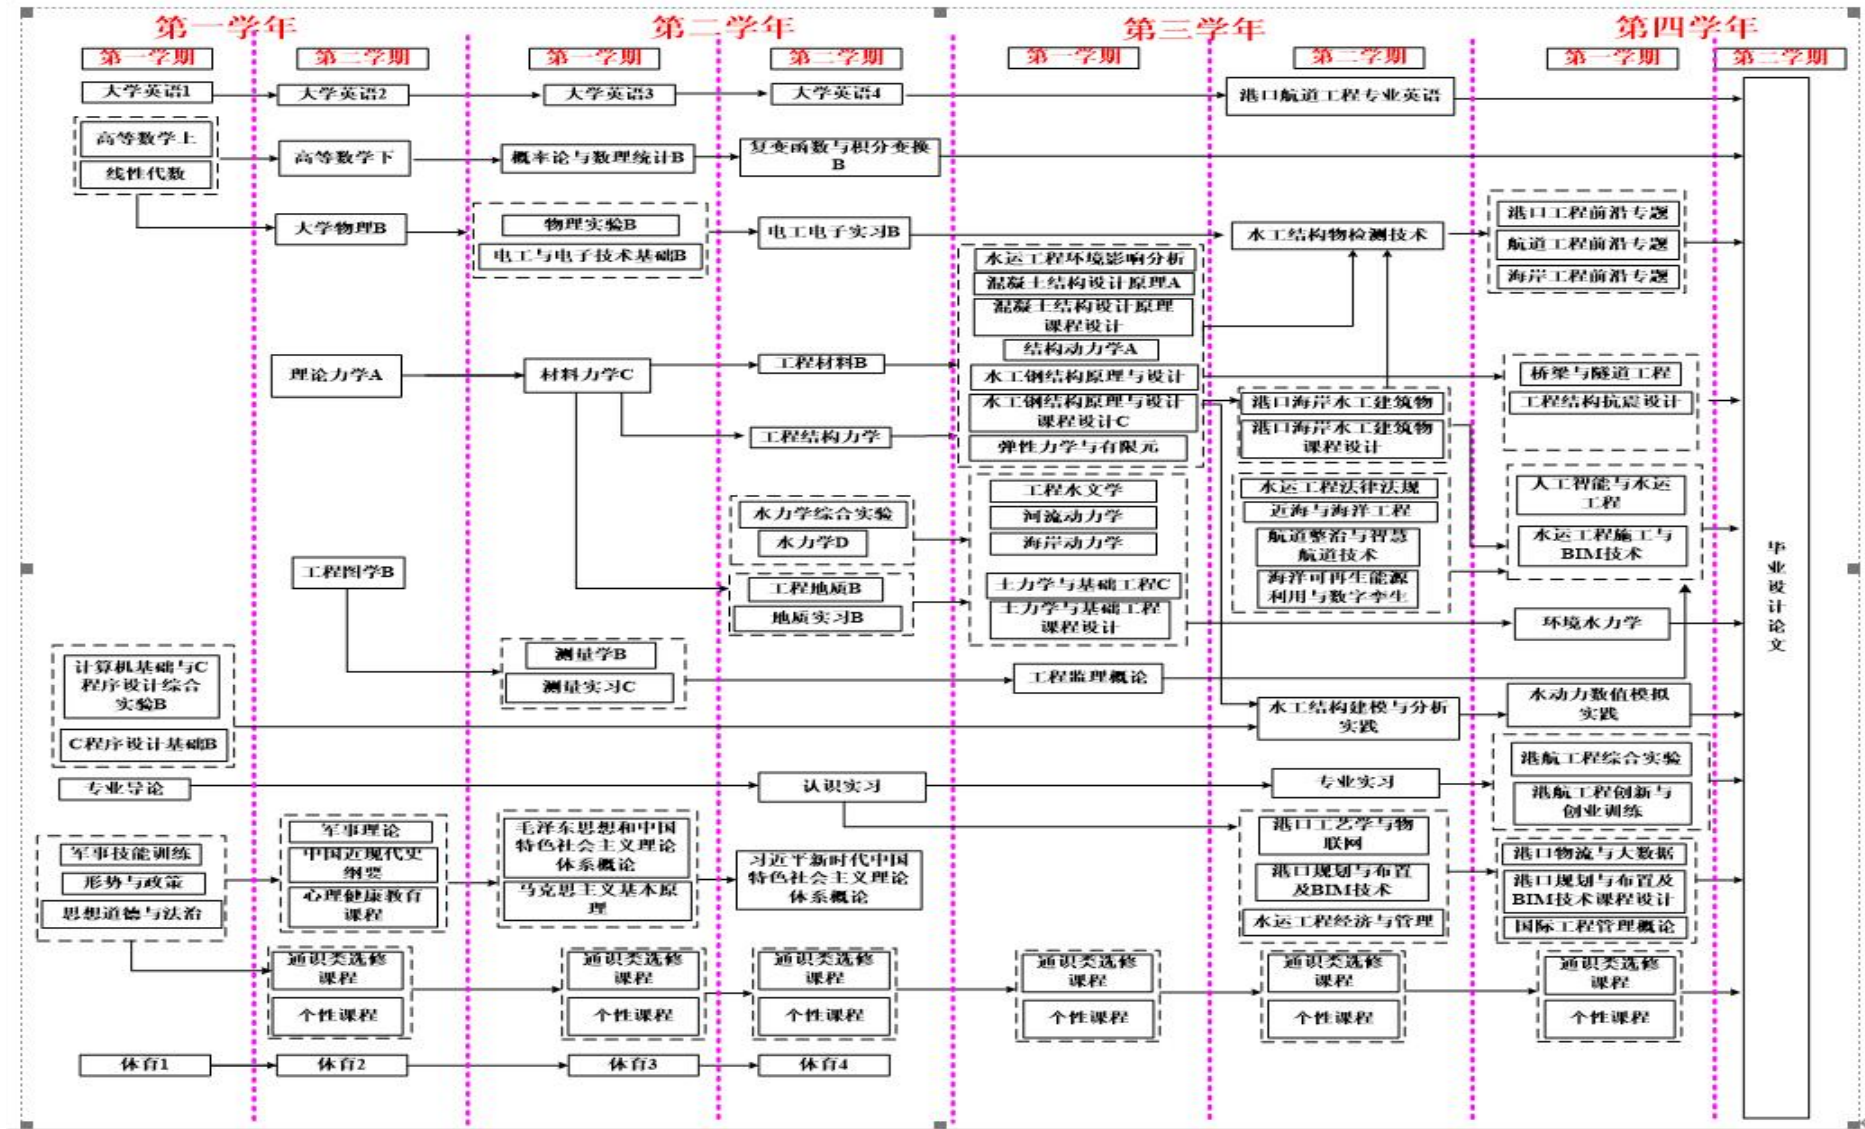 第一学年
第二学年
第三学年
第四学年
第一学期
第二学期
第一学期
第二学期
第一学期
第二学期
第一学期
第二学期
大学英语1
大学英语2
大学英语3
大学英语4
港口航道工程专业英语
高等数学上
线性代数
高等数学下
概率论与数理统计B
复变函数与积分变换
B
大学物理B
物理实验B
电工与电子技术基础B
电工电子实习B
水工结构物检测技术
港口工程前沿专题
航道工程前沿专题
海岸工程前沿专题
水运工程环境影响分析
混凝土结构设计原理A
混凝土结构设计原理
课程设计
结构动力学A
水工钢结构原理与设计
水工钢结构原理与设计
课程设计C
弹性力学与有限元
理论力学A
材料力学C
工程材料B
工程结构力学
港口海岸水工建筑物
港口海岸水工建筑物
课程设计
桥梁与隧道工程
工程结构抗震设计
水力学综合实验
水力学D
工程水文学
河流动力学
海岸动力学
土力学与基础工程C
土力学与基础工程
课程设计
水运工程法律法规
近海与海洋工程
航道整治与智慧
航道技术
海洋可再生能源
利用与数字孪生
人工智能与水运
工程
水运工程施工与
BIM技术
工程图学B
工程地质B
地质实习B
环境水力学
测量学B
测量实习C
工程监理概论
计算机基础与C
程序设计综合
实验B
C程序设计基础B
水工结构建模与分析
实践
水动力数值模拟
实践
专业导论
认识实习
专业实习
港航工程综合实验
港航工程创新与
创业训练
军事技能训练
形势与政策
思想道德与法治
军事理论
中国近现代史
纲要
心理健康教育
课程
毛泽东思想和中国
特色社会主义理论
体系概论
马克思主义基本原
理
习近平新时代中国
特色社会主义理论
体系概论
港口工艺学与物
联网
港口规划与布置
及BIM技术
水运工程经济与管理
港口物流与大数据
港口规划与布置及
BIM技术课程设计
国际工程管理概论
通识类选修
课程
个性课程
通识类选修
课程
个性课程
通识类选修
课程
个性课程
通识类选修
课程
个性课程
通识类选修
课程
个性课程
通识类选修
课程
个性课程
体育1
体育2
体育3
体育4
毕业设计论文